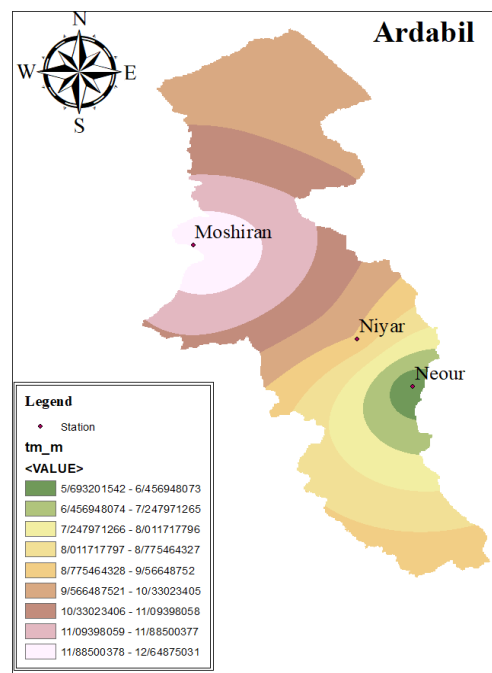 Ardabil
N
W E
S
Moshiran
Niyar
Neour
Legend
Station
tm_m
<VALUE>
5/693201542 - 6/456948073
6/456948074 - 7/247971265
7/247971266 - 8/011717796
8/011717797 - 8/775464327
8/775464328 - 9/56648752
9/566487521 - 10/33023405
10/33023406 - 11/09398058
11/09398059 - 11/88500377
11/88500378 - 12/64875031